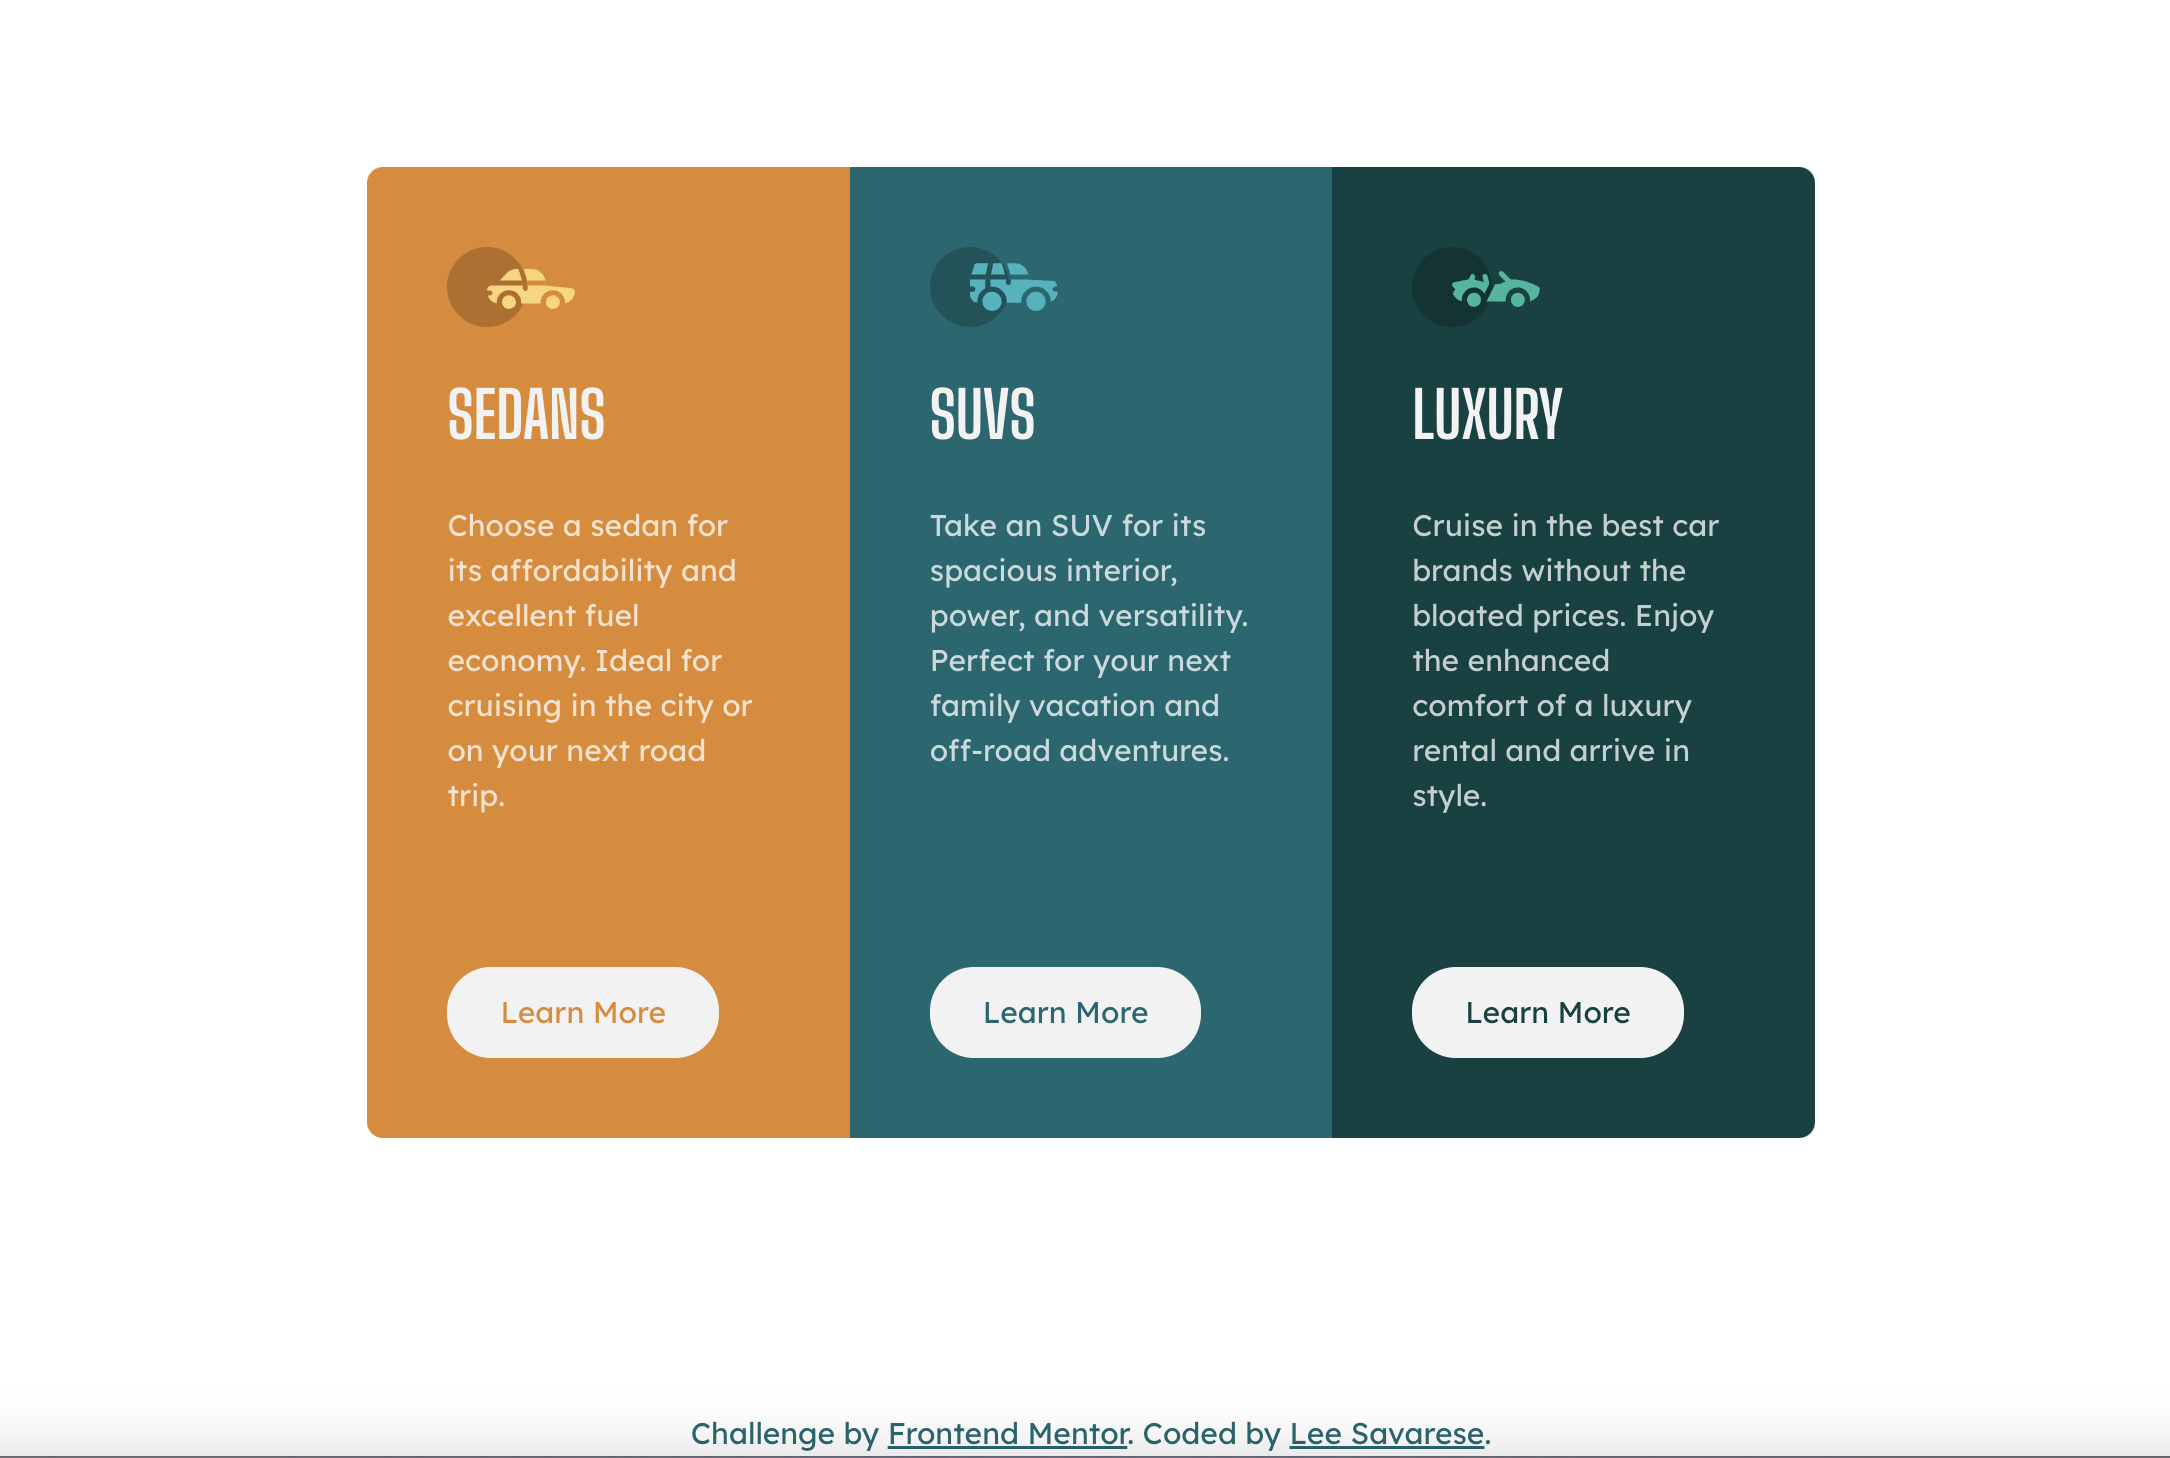 SEDANS
Choose a sedan for
its affordability and
excellent fuel
economy. Ideal for
cruising in the city or
on your next road
trip.
Learn More
SUVS
Take an SUV for its
spacious interior,
power, and versatility.
Perfect for your next
family vacation and
off-road adventures.
Learn More
LUXURY
Cruise in the best car
brands without the
bloated prices. Enjoy
the enhanced
comfort of a luxury
rental and arrive in
style.
Learn More
Challenge by Frontend Mentor. Coded by Lee Savarese.